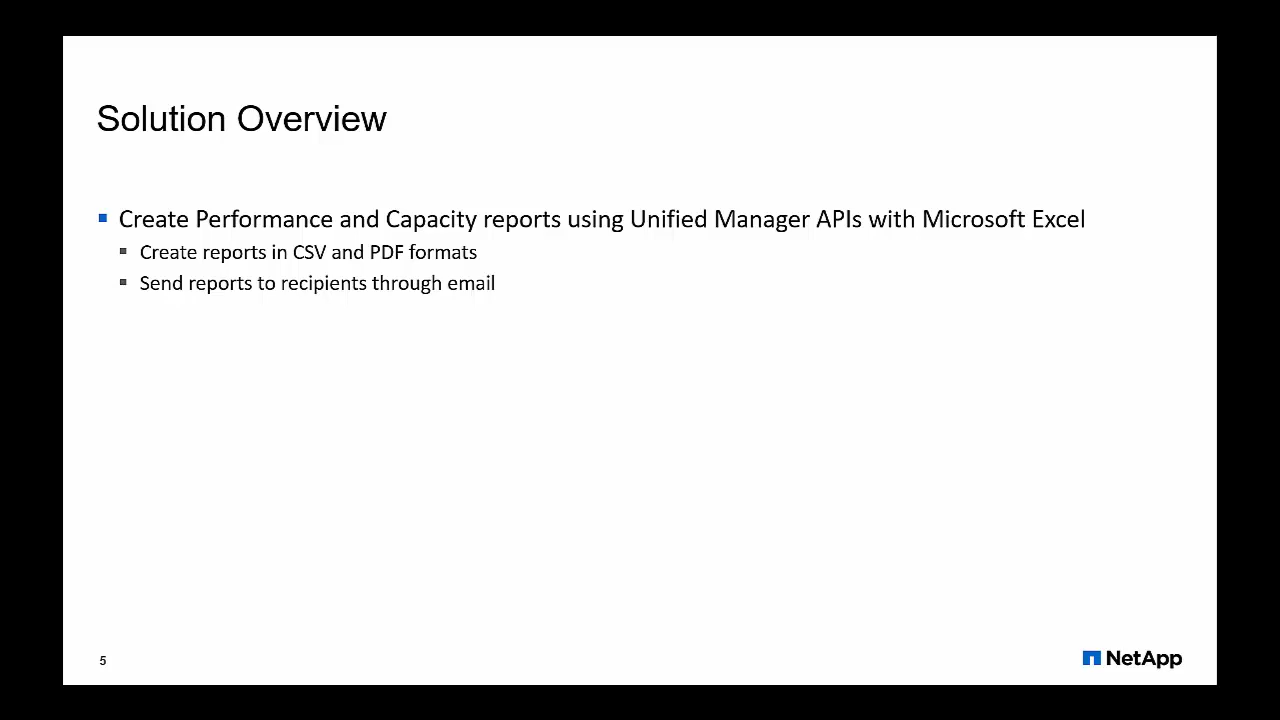 Solution Overview
Create Performance and Capacity reports using Unified Manager APIs with Microsoft Excel
Create reports in CSV and PDF formats
Send reports to recipients through email
5
NetApp